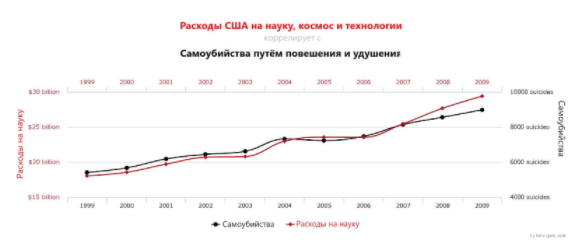 Расходы США на науку, космос и технологии
коррелирует с
Самоубийства путём повешения и удушения
1999 2000 2001 2002 2003 2004 2005 2006 2007 2008 2009
$30 billion 10000 suicides
$25 billion 8000 suicides
$20 billion 6000 suicides
$15 billion 4000 suicides
Расходы на науку
Самоубийства
1999 2000 2001 2002 2003 2004 2005 2006 2007 2008 2009
Самоубийства Расходы на науку
tylervigen.com